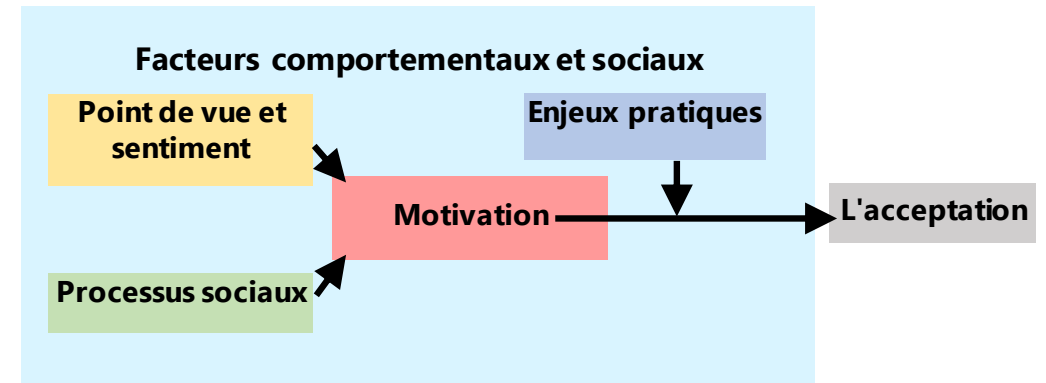 Facteurs comportementaux et sociaux
Point de vue et
sentiment
Enjeux pratiques
Motivation
L'acceptation
Processus sociaux